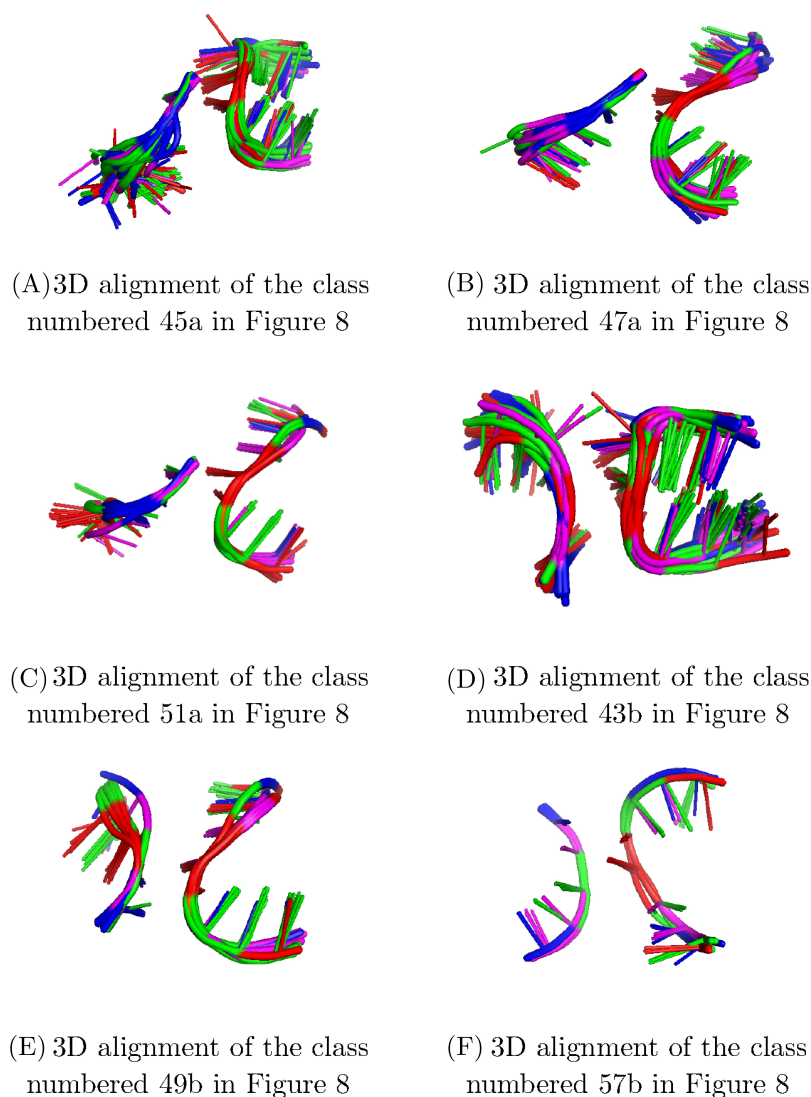 (A) 3D alignment of the class
numbered 45a in Figure 8
(B) 3D alignment of the class
numbered 47a in Figure 8
(C) 3D alignment of the class
numbered 51a in Figure 8
(D) 3D alignment of the class
numbered 43b in Figure 8
(E) 3D alignment of the class
numbered 49b in Figure 8
(F) 3D alignment of the class
numbered 57b in Figure 8